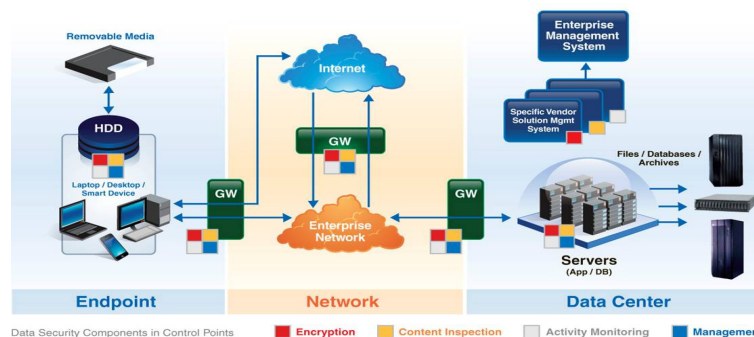 Removable Media
HDD
Laptop / Desktop /
Smart Device
GW
Internet
GW
Enterprise
Network
GW
Enterprise
Management
System
Specific Vendor
Solution Mgmt
System
Files / Databases /
Archives
Servers
(App / DB)
Endpoint
Network
Data Center
Data Security Components in Control Points
Encryption
Content Inspection
Activity Monitoring
Managemen